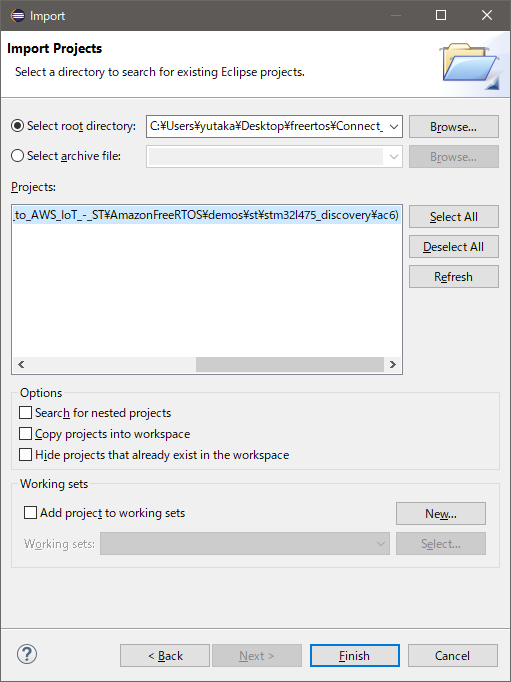 Import
Import Projects
Select a directory to search for existing Eclipse projects.
Select root directory: C:¥Users¥yutaka¥Desktop¥freertos¥Connect_ Browse...
Select archive file: Browse...
Projects:
_to_AWS_IoT_-_ST¥AmazonFreeRTOS¥demos¥st¥stm32l475_discovery¥ac6) Select All
Deselect All
Refresh
Options
Search for nested projects
Copy projects into workspace
Hide projects that already exist in the workspace
Working sets
Add project to working sets New...
Working sets: Select...
? < Back Next > Finish Cancel